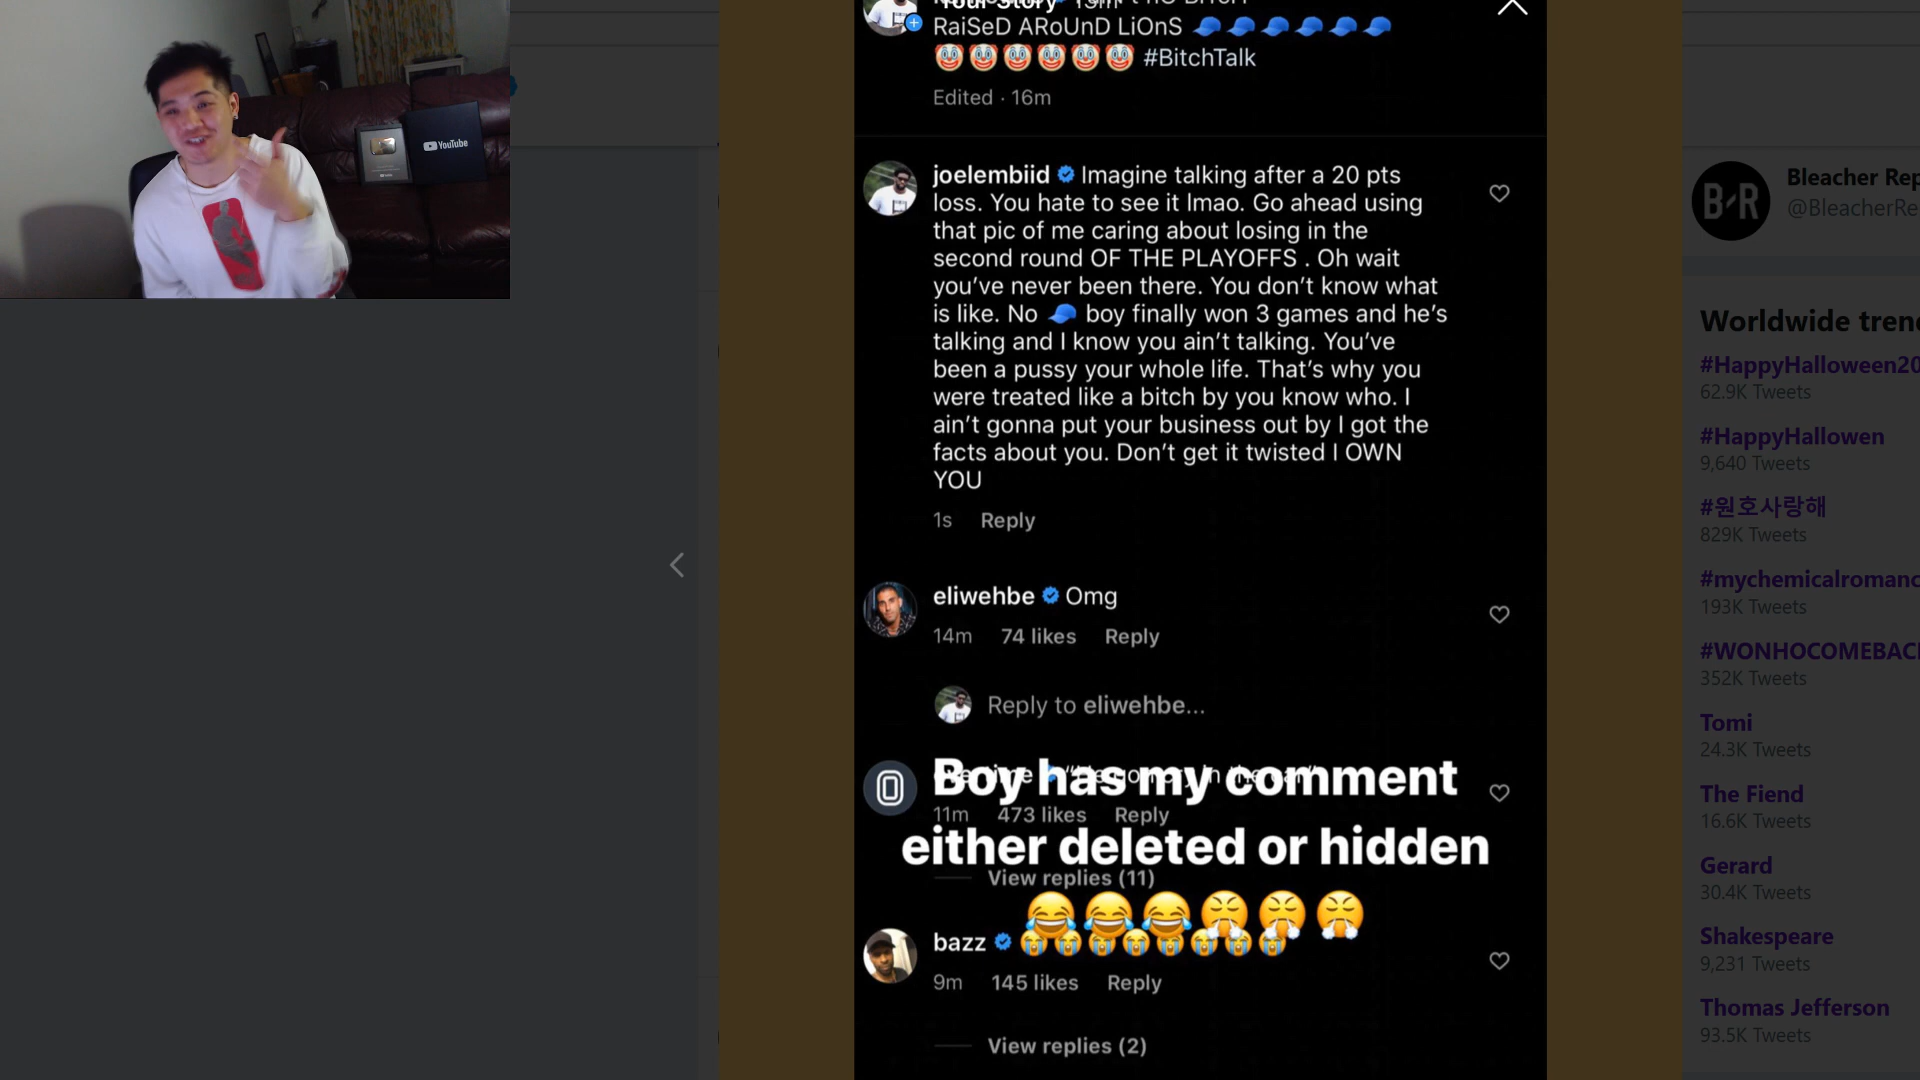 YouTube
Your Story 19m
RaiSeD ARoUnD LiOnS 🧢🧢🧢🧢🧢🧢
🤡🤡🤡🤡🤡🤡 #BitchTalk
Edited · 16m
joelembiid Imagine talking after a 20 pts
loss. You hate to see it lmao. Go ahead using
that pic of me caring about losing in the
second round OF THE PLAYOFFS . Oh wait
you’ve never been there. You don’t know what
is like. No 🧢 boy finally won 3 games and he’s
talking and I know you ain’t talking. You’ve
been a pussy your whole life. That’s why you
were treated like a bitch by you know who. I
ain’t gonna put your business out by I got the
facts about you. Don’t get it twisted I OWN
YOU
1s Reply
eliwehbe Omg
14m 74 likes Reply
Reply to eliwehbe...
Boy has my comment
11m 473 likes Reply
either deleted or hidden
View replies (11)
😂😂😂😤😤😤
bazz 😭😭😭😭😭😭😭😭
9m 145 likes Reply
View replies (2)
B/R
Bleacher Rep
@BleacherRe
Worldwide tren
#HappyHalloween20
62.9K Tweets
#HappyHallowen
9,640 Tweets
#원호사랑해
829K Tweets
#mychemicalromanc
193K Tweets
#WONHOCOMEBACK
352K Tweets
Tomi
24.3K Tweets
The Fiend
16.6K Tweets
Gerard
30.4K Tweets
Shakespeare
9,231 Tweets
Thomas Jefferson
93.5K Tweets